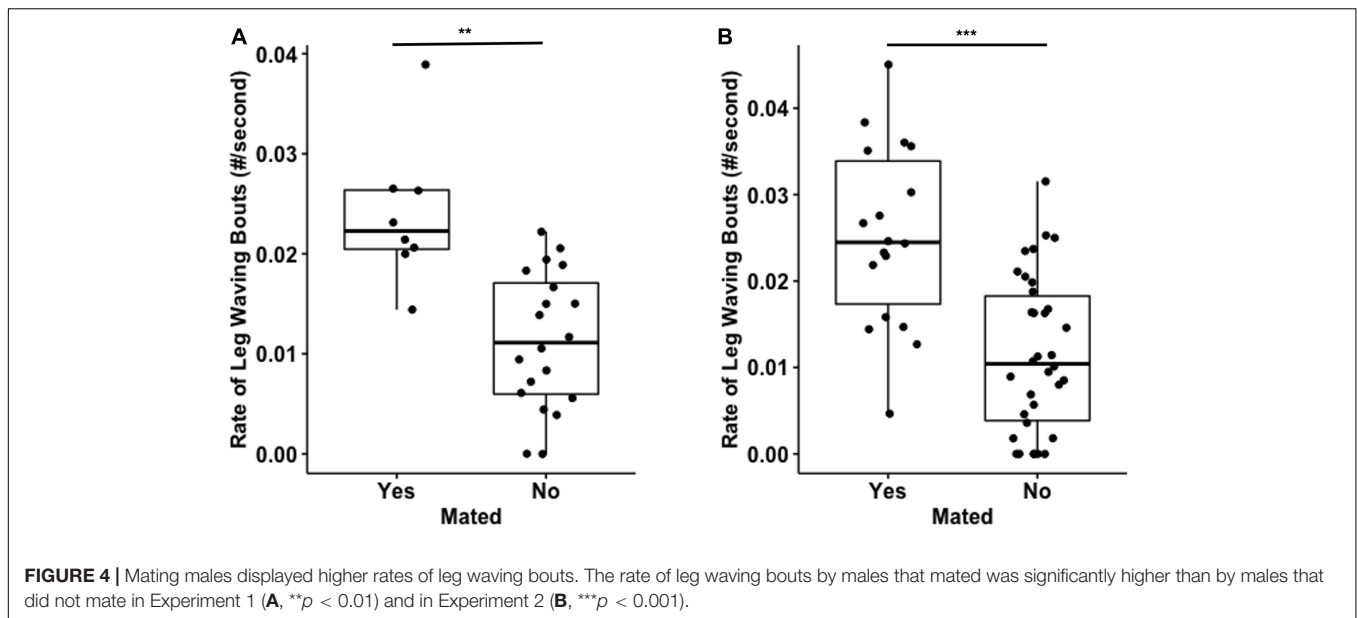 A
**
0.04
0.03
0.02
0.01
0.00
Rate of Leg Waving Bouts (#/second)
Yes
No
Mated
B
***
0.04
0.03
0.02
0.01
0.00
Rate of Leg Waving Bouts (#/second)
Yes
No
Mated
FIGURE 4 | Mating males displayed higher rates of leg waving bouts. The rate of leg waving bouts by males that mated was significantly higher than by males that
did not mate in Experiment 1 (A, **p < 0.01) and in Experiment 2 (B, ***p < 0.001).